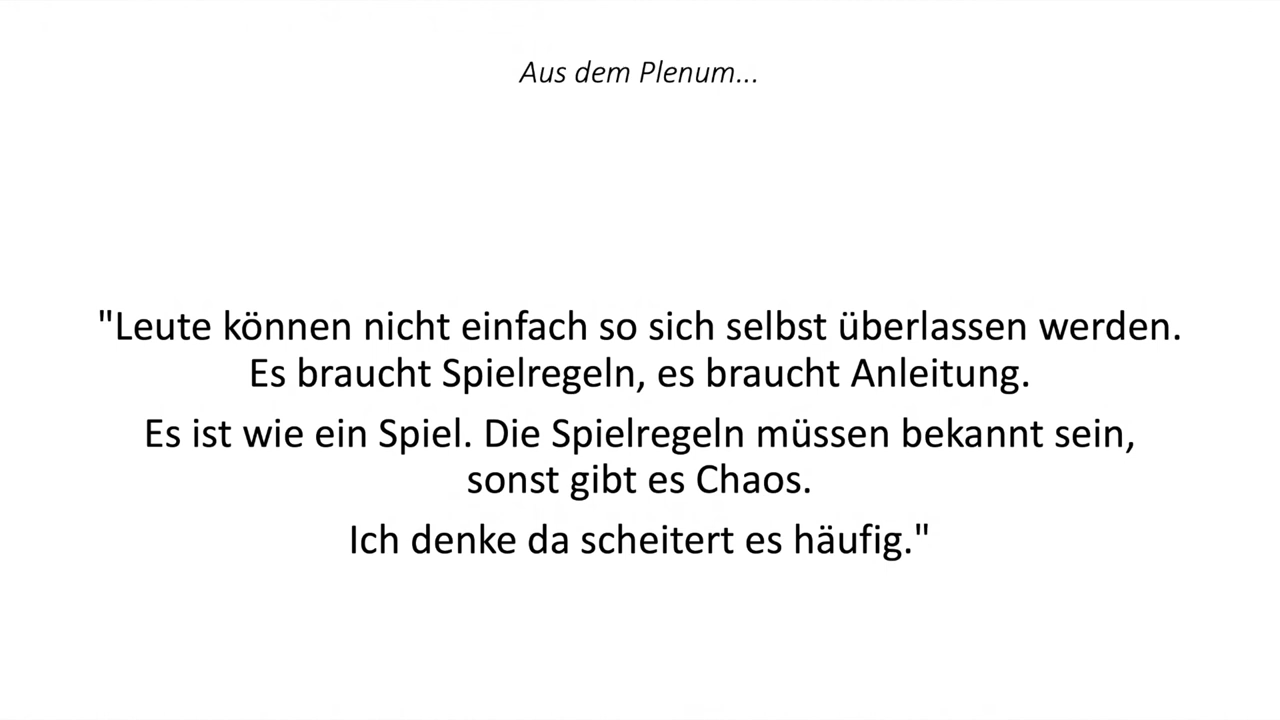 Aus dem Plenum...
"Leute können nicht einfach so sich selbst überlassen werden.
Es braucht Spielregeln, es braucht Anleitung.
Es ist wie ein Spiel. Die Spielregeln müssen bekannt sein,
sonst gibt es Chaos.
Ich denke da scheitert es häufig."